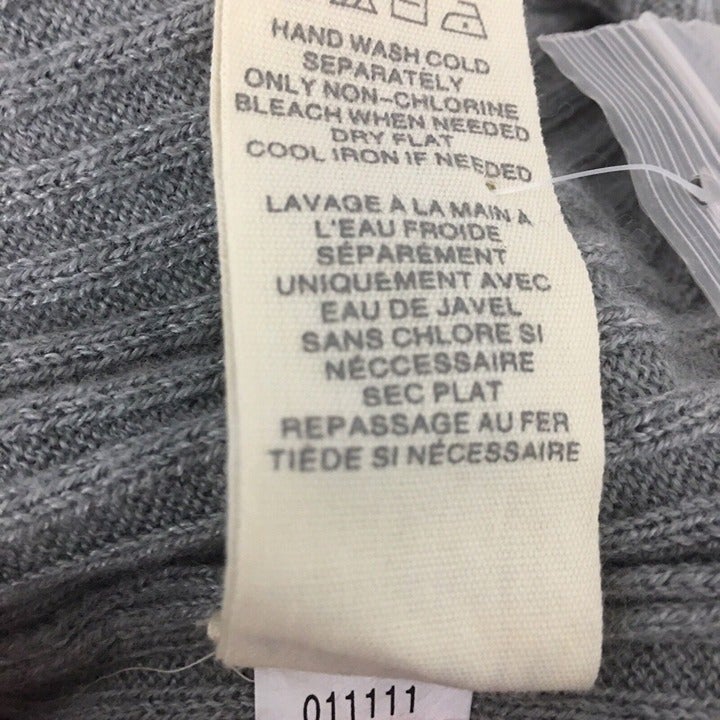 HAND WASH COLD
SEPARATELY
ONLY NON-CHLORINE
BLEACH WHEN NEEDED
DRY FLAT
COOL IRON IF NEEDED
LAVAGE À LA MAIN À
L'EAU FROIDE
SÉPARÉMENT
UNIQUEMENT AVEC
EAU DE JAVEL
SANS CHLORE SI
NÉCCESSAIRE
SEC PLAT
REPASSAGE AU FER
TIÈDE SI NÉCESSAIRE
011111